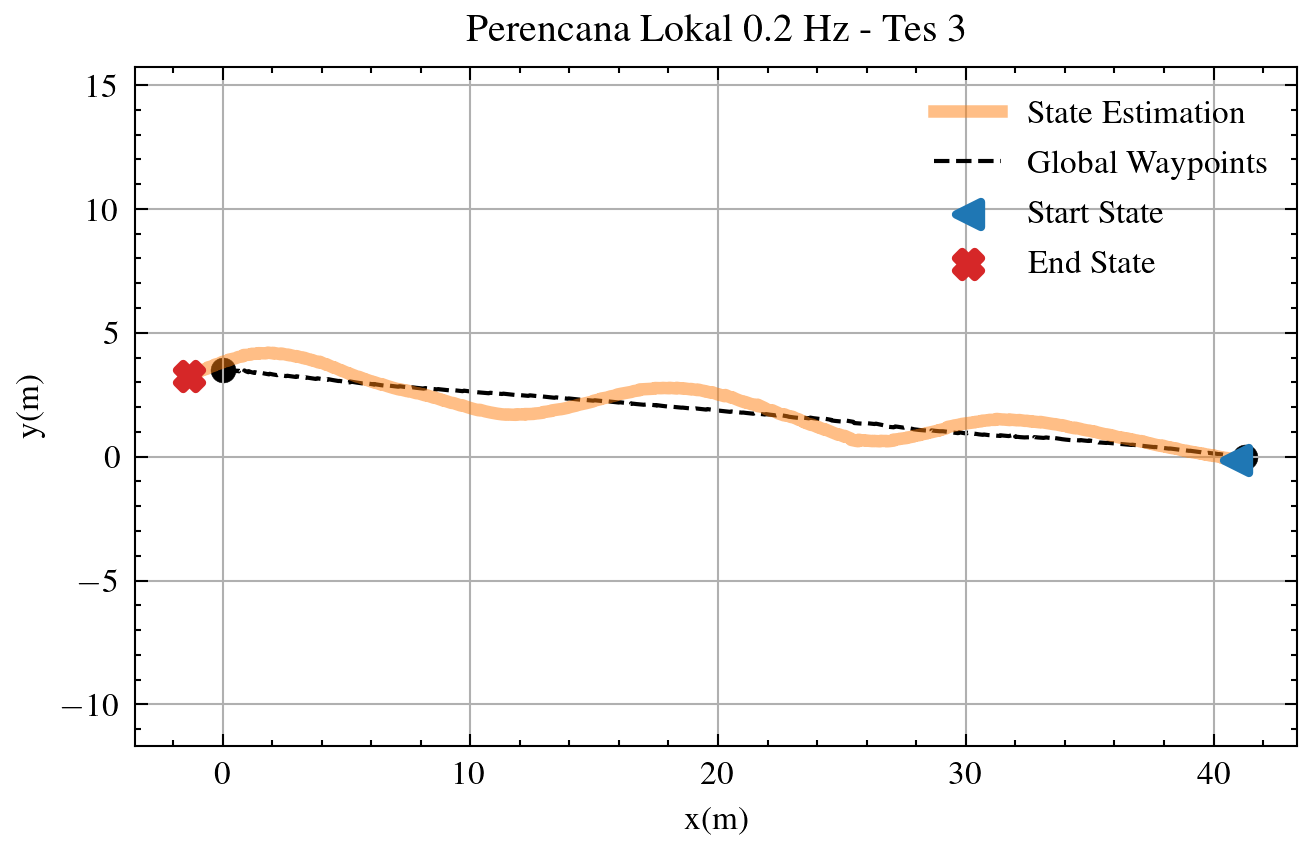 Perencana Lokal 0.2 Hz - Tes 3
15
10
5
0
−5
−10
y(m)
State Estimation
Global Waypoints
Start State
End State
0
10
20
30
40
x(m)